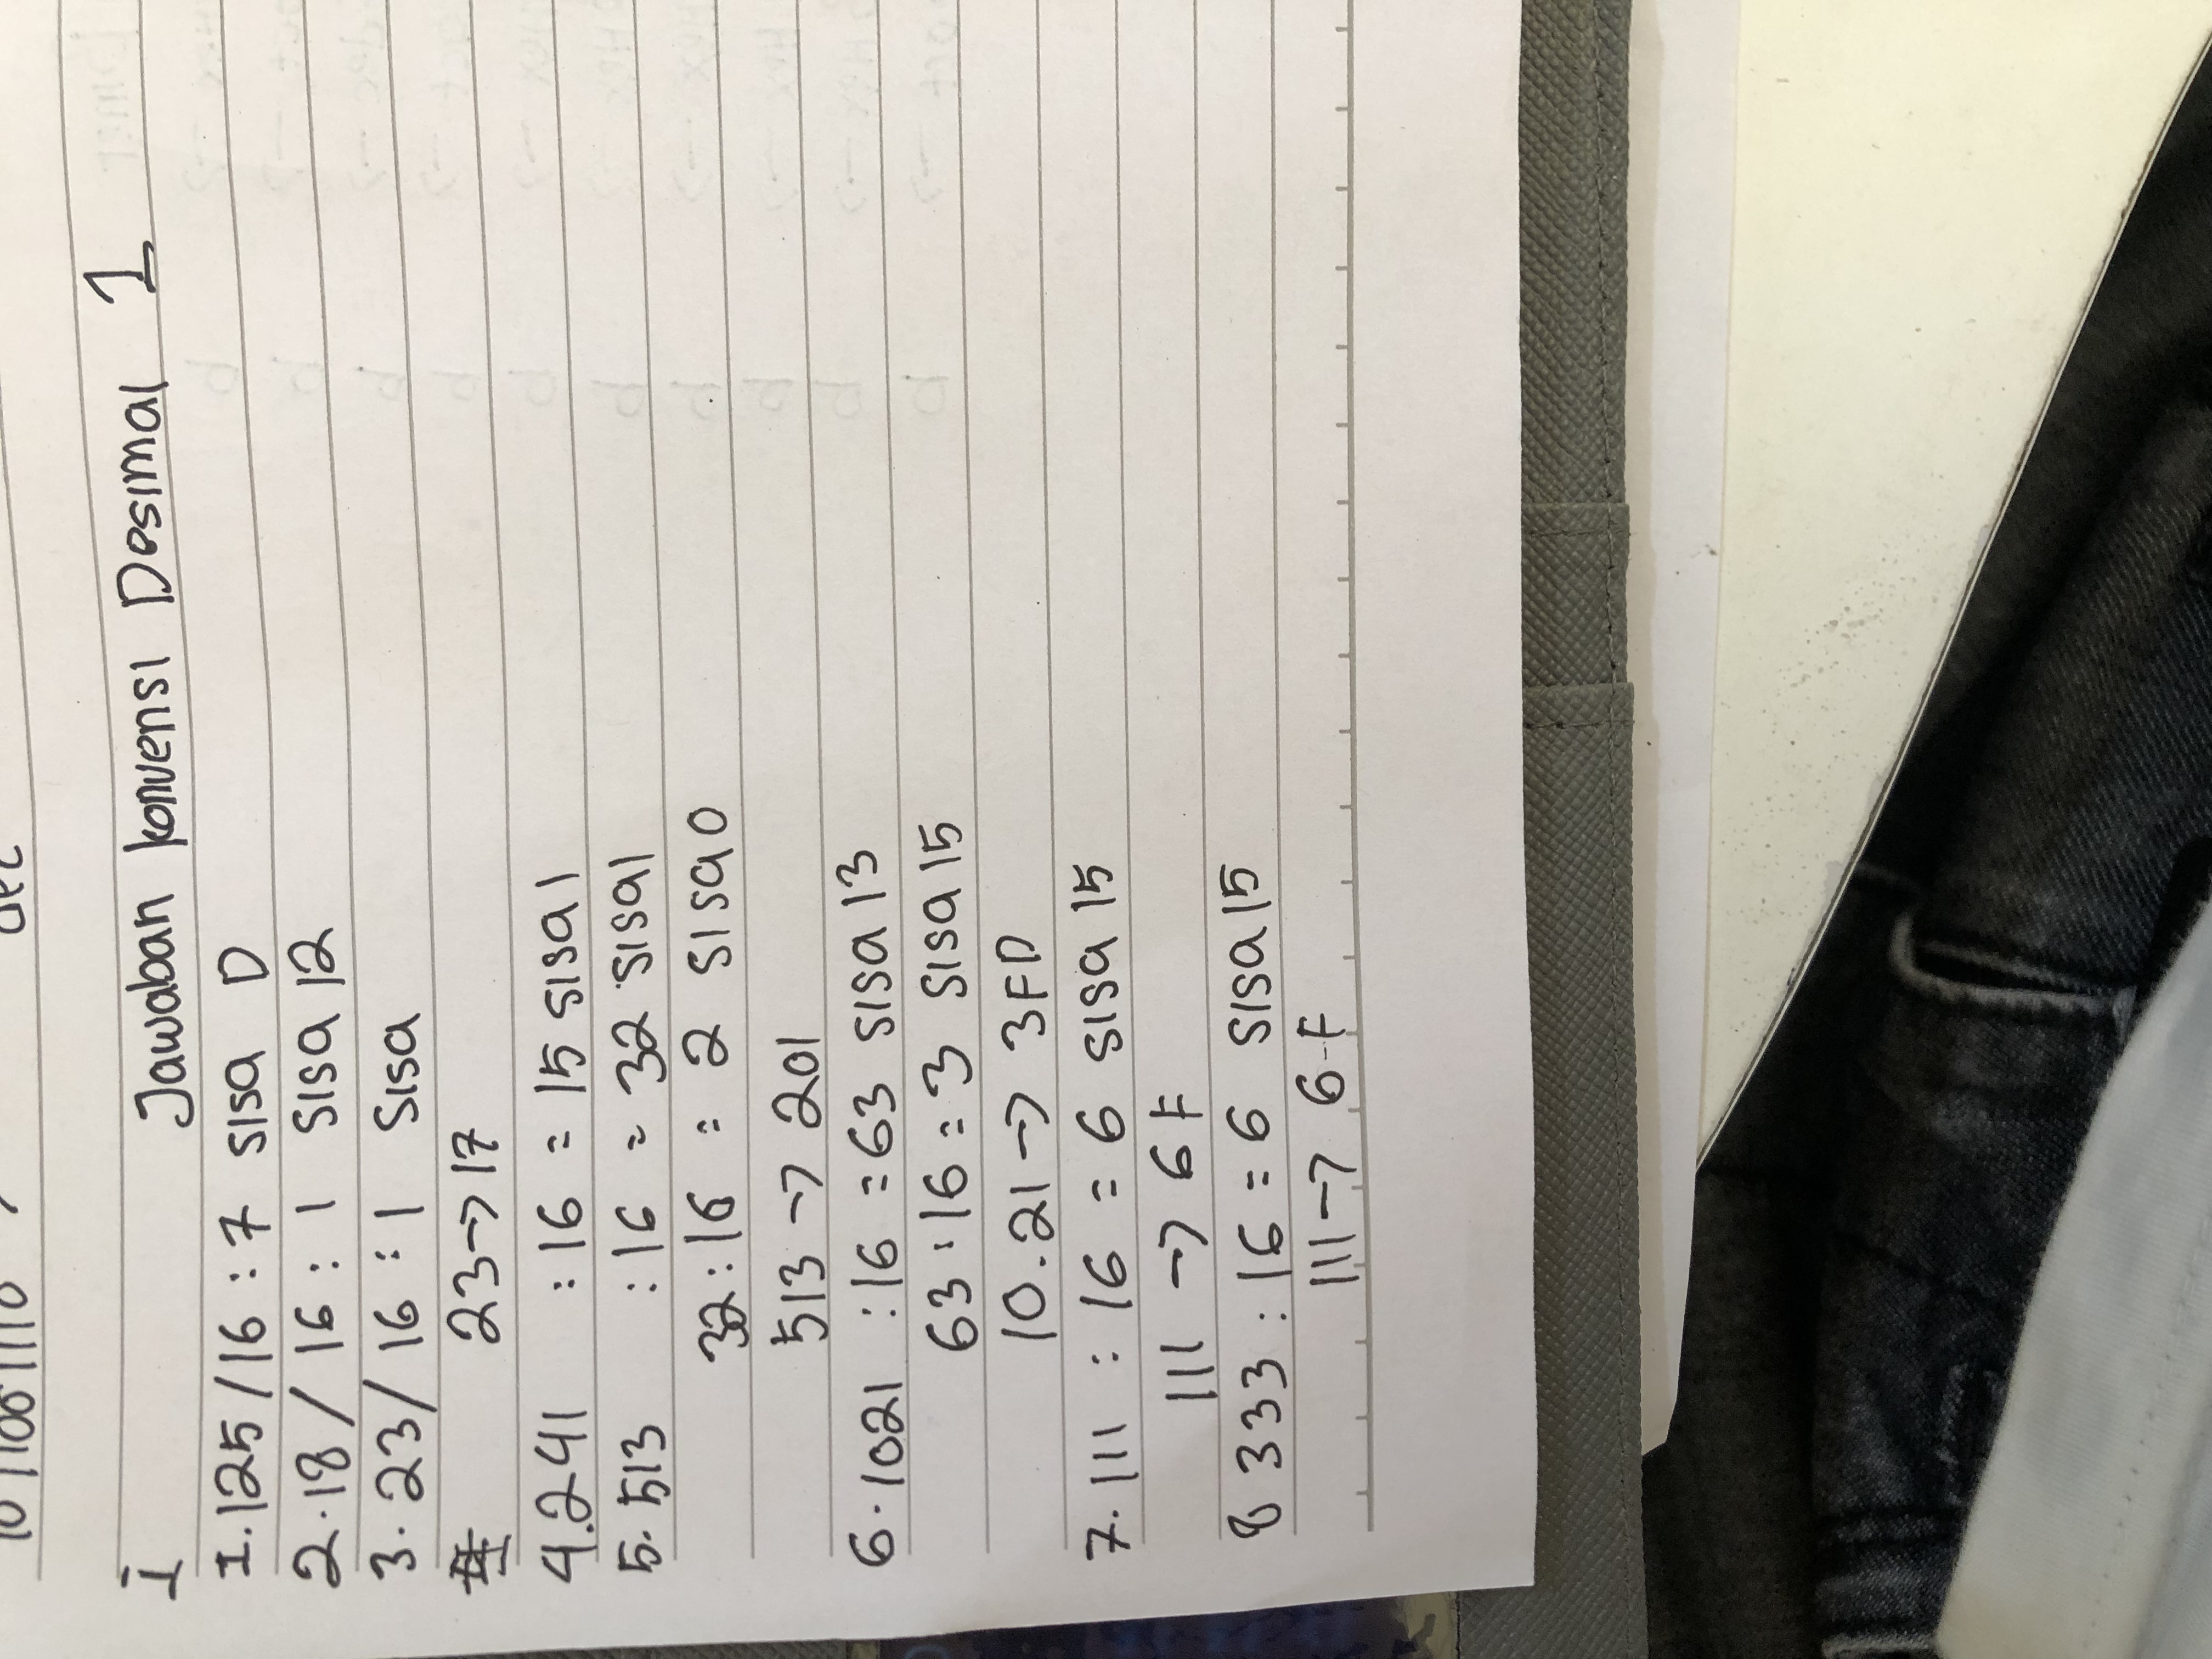 1011001110 dec
I Jawaban konvensi Desimal 1
1. 125 / 16 : 7 sisa D
2. 18 / 16 : 1 sisa 12
3. 23 / 16 : 1 sisa
23 -> 17
4. 241 : 16 = 15 sisa 1
5. 513 : 16 = 32 sisa 1
32 : 16 = 2 sisa 0
513 -> 201
6. 1021 : 16 = 63 sisa 13
63 : 16 = 3 sisa 15
10.21 -> 3FD
7. 111 : 16 = 6 sisa 15
111 -> 6F
8 333 : 16 = 6 sisa 15
111 -> 6-F